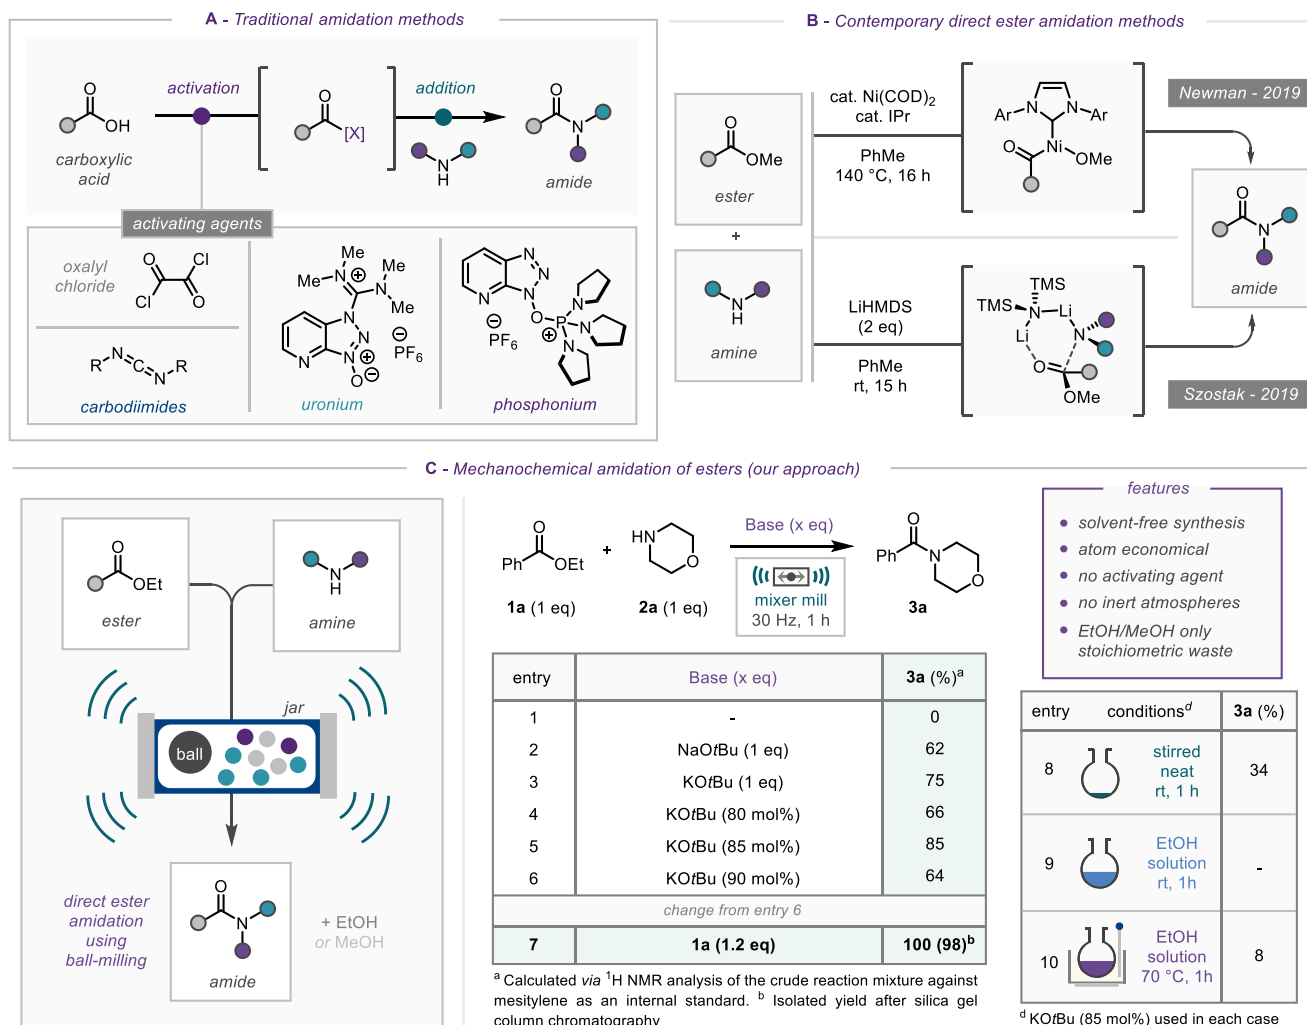 A - Traditional amidation methods
activation
addition
O
OH
carboxylic
acid
O
[X]
N
H
O
N
amide
activating agents
oxalyl
chloride
O
Cl
Cl
O
R
N
C
N
R
carbodiimides
Me
Me
N
⊕
Me
N
Me
N
N
N
N
⊕
O
⊖
⊖
PF6
uronium
N
N
N
N
O
P
⊕
N
N
N
⊖
PF6
phosphonium
B - Contemporary direct ester amidation methods
O
OMe
ester
+
N
H
amine
cat. Ni(COD)2
cat. IPr
PhMe
140 °C, 16 h
Ar
N
N
Ar
Ni
O
OMe
Newman - 2019
LiHMDS
(2 eq)
PhMe
rt, 15 h
TMS
TMS
N
Li
Li
N
O
OMe
Szostak - 2019
O
N
amide
C - Mechanochemical amidation of esters (our approach)
O
OEt
ester
N
H
amine
jar
ball
direct ester
amidation
using
ball-milling
O
N
amide
+ EtOH
or MeOH
O
Ph
OEt
1a (1 eq)
+
HN
O
2a (1 eq)
Base (x eq)
mixer mill
30 Hz, 1 h
O
Ph
N
O
3a
entry Base (x eq) 3a (%)a
1 - 0
2 NaOtBu (1 eq) 62
3 KOtBu (1 eq) 75
4 KOtBu (80 mol%) 66
5 KOtBu (85 mol%) 85
6 KOtBu (90 mol%) 64
change from entry 6
7 1a (1.2 eq) 100 (98)b
a Calculated via 1H NMR analysis of the crude reaction mixture against
mesitylene as an internal standard. b Isolated yield after silica gel
column chromatography
features
• solvent-free synthesis
• atom economical
• no activating agent
• no inert atmospheres
• EtOH/MeOH only
stoichiometric waste
entry conditionsd 3a (%)
8 stirred
neat
rt, 1 h
34
9 EtOH
solution
rt, 1h
-
10 EtOH
solution
70 °C, 1h
8
d KOtBu (85 mol%) used in each case